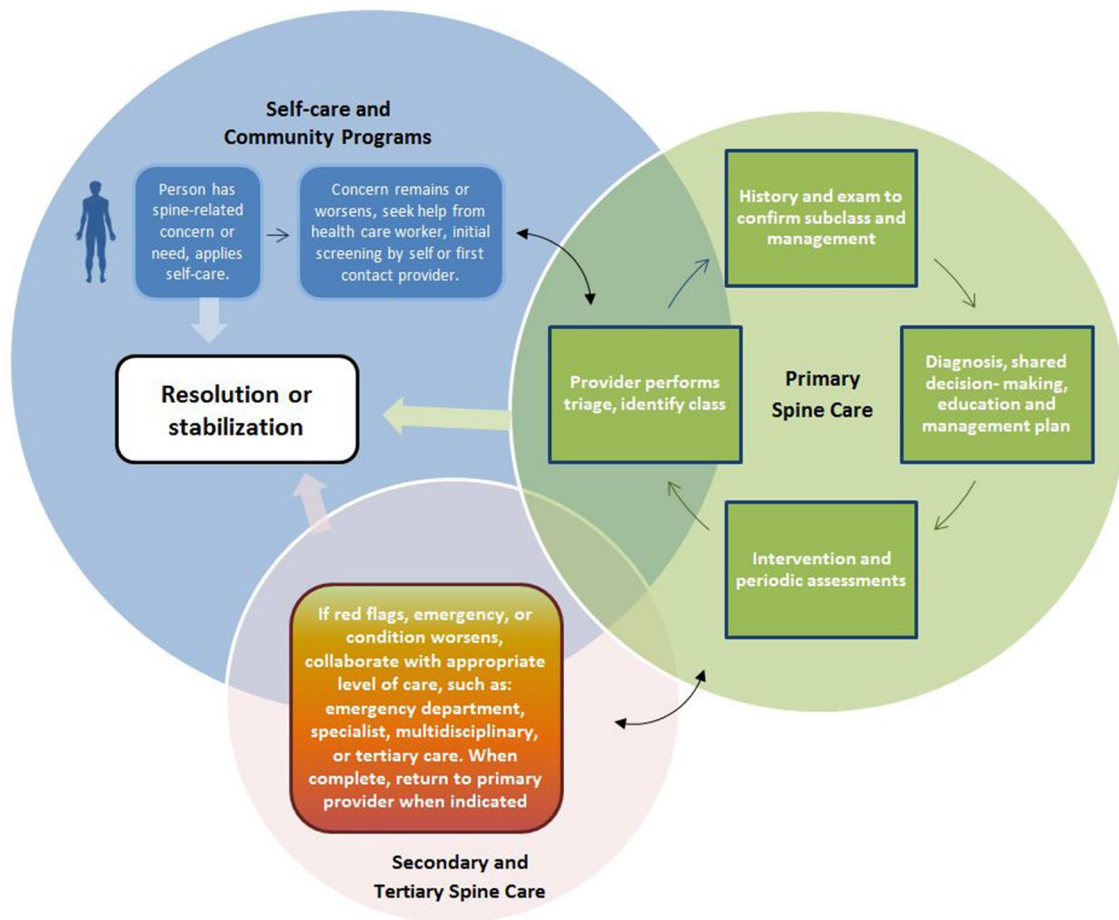 Self-care and
Community Programs
Person has
spine-related
concern or
need, applies
self-care.
Concern remains or
worsens, seek help from
health care worker, initial
screening by self or first
contact provider.
Resolution or
stabilization
History and exam to
confirm subclass and
management
Provider performs
triage, identify class
Primary
Spine Care
Diagnosis, shared
decision- making,
education and
management plan
Intervention and
periodic assessments
If red flags, emergency, or
condition worsens,
collaborate with appropriate
level of care, such as:
emergency department,
specialist, multidisciplinary,
or tertiary care. When
complete, return to primary
provider when indicated
Secondary and
Tertiary Spine Care